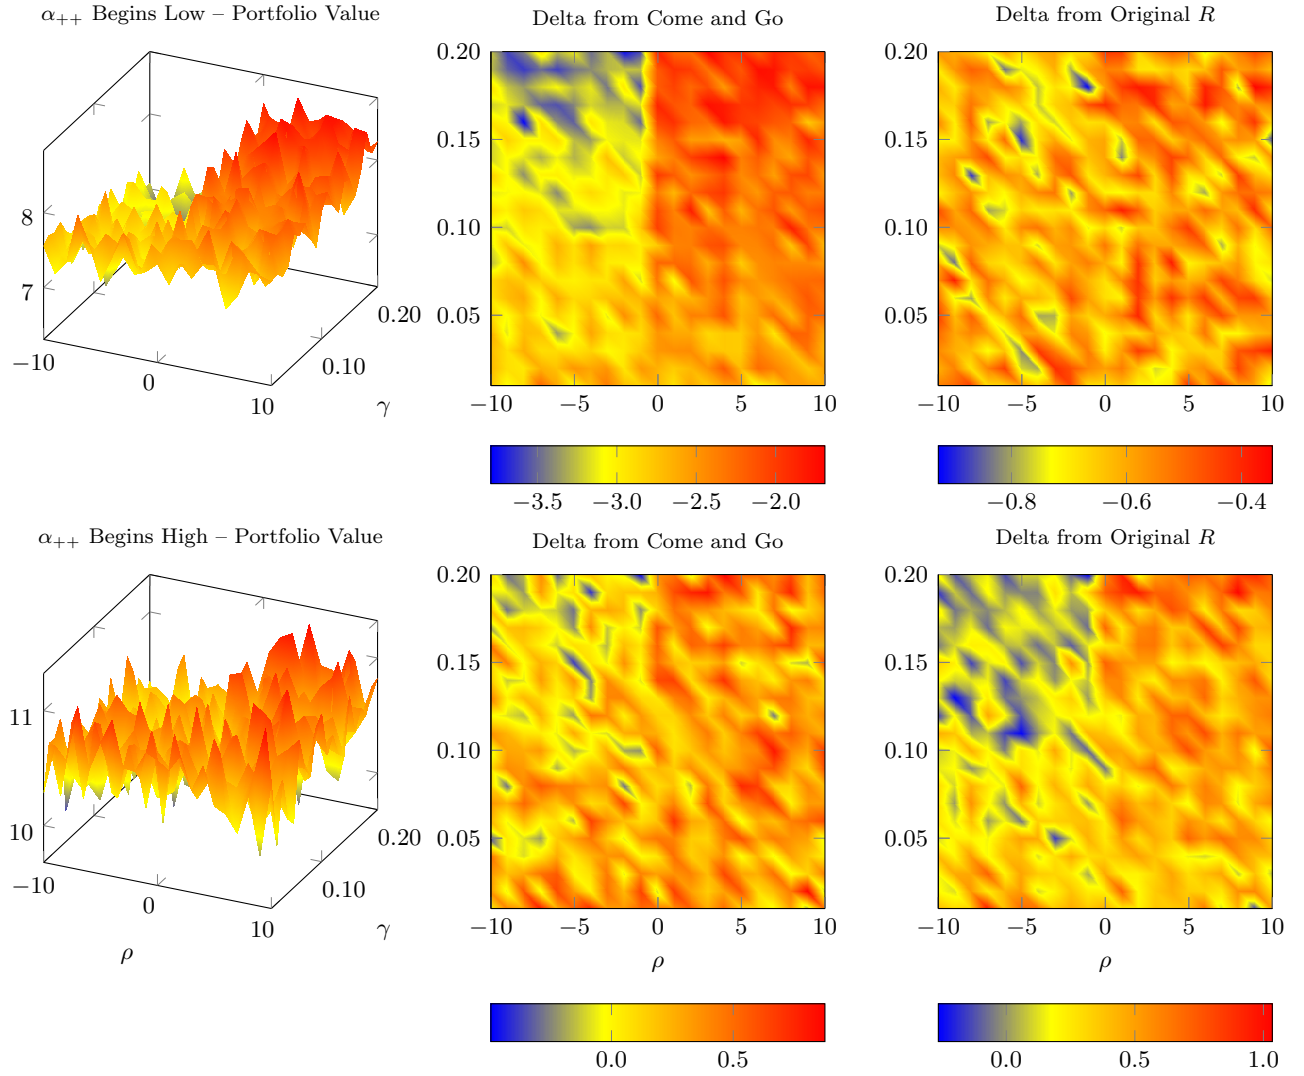 α₊₊ Begins Low – Portfolio Value
Delta from Come and Go
Delta from Original R
8
7
−10
0
10
0.10
0.20
γ
0.20
0.15
0.10
0.05
−10 −5 0 5 10
0.20
0.15
0.10
0.05
−10 −5 0 5 10
−3.5 −3.0 −2.5 −2.0
−0.8 −0.6 −0.4
α₊₊ Begins High – Portfolio Value
Delta from Come and Go
Delta from Original R
11
10
−10
0
10
ρ
0.10
0.20
γ
0.20
0.15
0.10
0.05
−10 −5 0 5 10
ρ
0.20
0.15
0.10
0.05
−10 −5 0 5 10
ρ
0.0 0.5
0.0 0.5 1.0